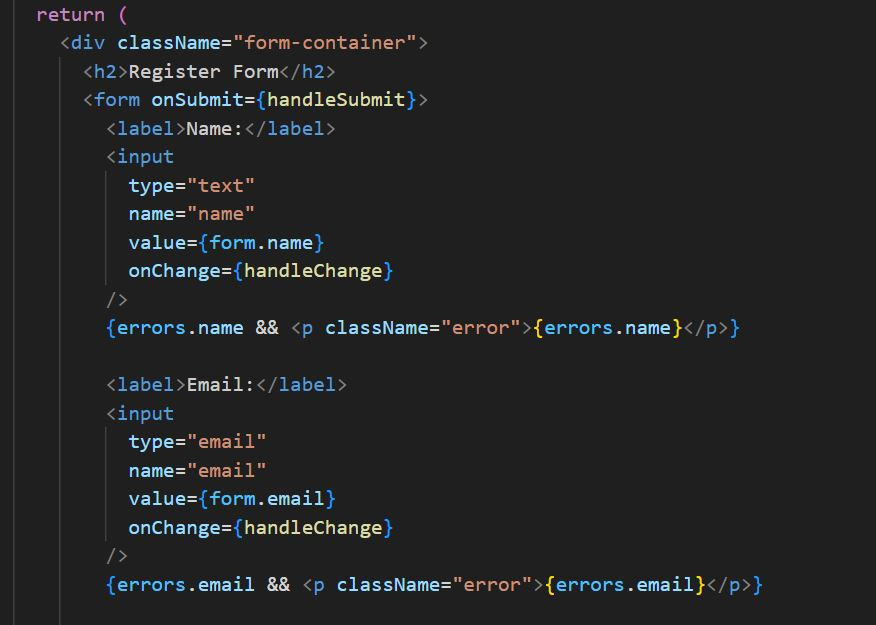 return (
<div className="form-container">
<h2>Register Form</h2>
<form onSubmit={handleSubmit}>
<label>Name:</label>
<input
type="text"
name="name"
value={form.name}
onChange={handleChange}
/>
{errors.name && <p className="error">{errors.name}</p>}
<label>Email:</label>
<input
type="email"
name="email"
value={form.email}
onChange={handleChange}
/>
{errors.email && <p className="error">{errors.email}</p>}